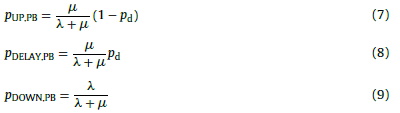 p_UP,PB = μ / (λ + μ) (1 − p_d) (7)
p_DELAY,PB = μ / (λ + μ) p_d (8)
p_DOWN,PB = λ / (λ + μ) (9)